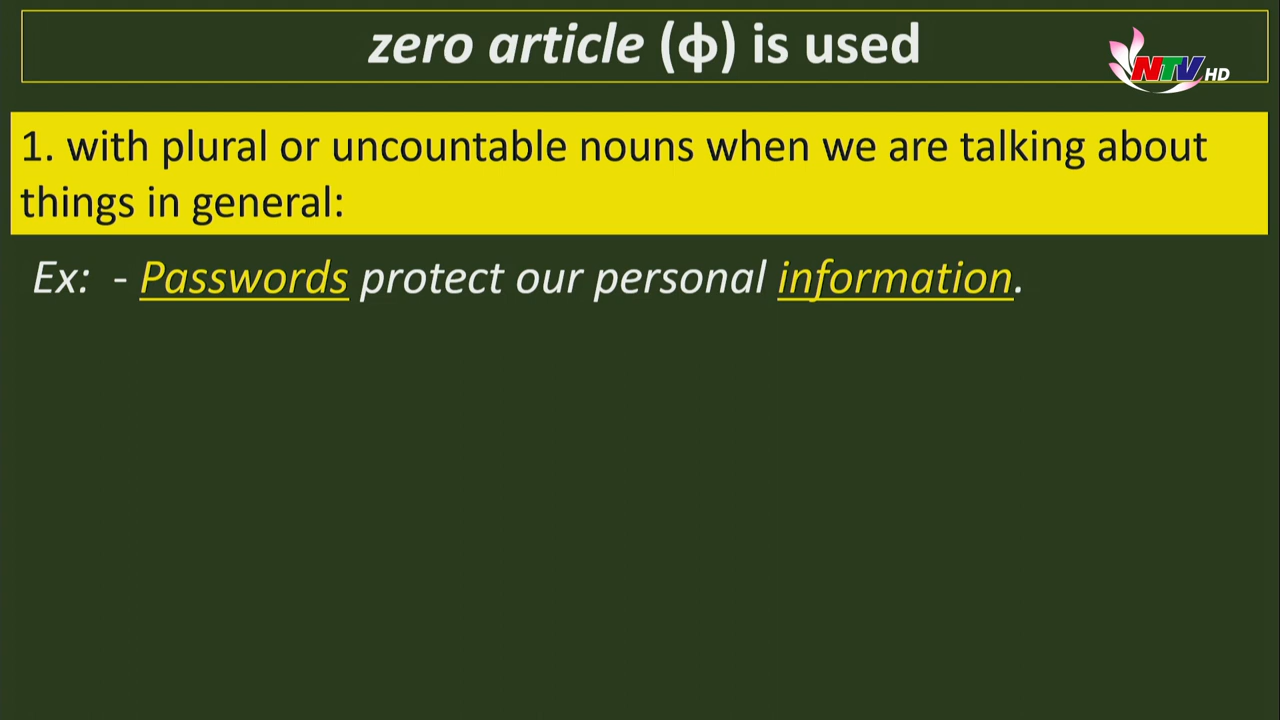 zero article (ɸ) is used
NTV HD
1. with plural or uncountable nouns when we are talking about
things in general:
Ex: - Passwords protect our personal information.